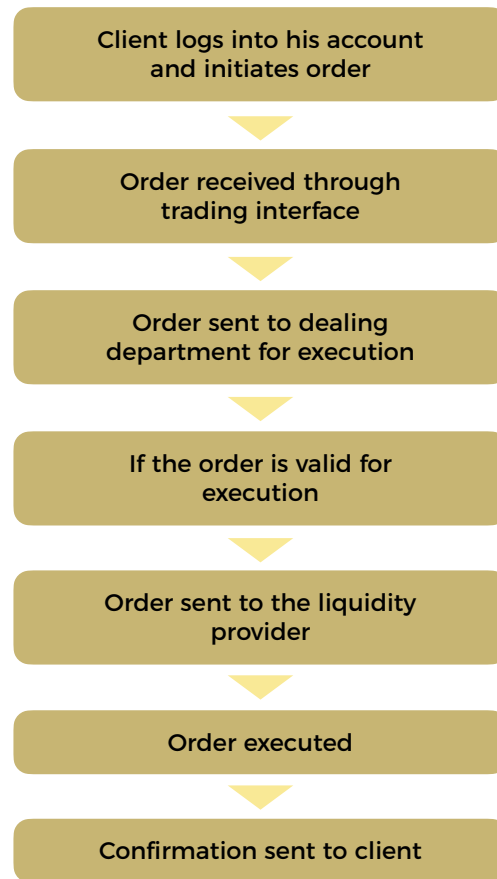 Client logs into his account
and initiates order
Order received through
trading interface
Order sent to dealing
department for execution
If the order is valid for
execution
Order sent to the liquidity
provider
Order executed
Confirmation sent to client